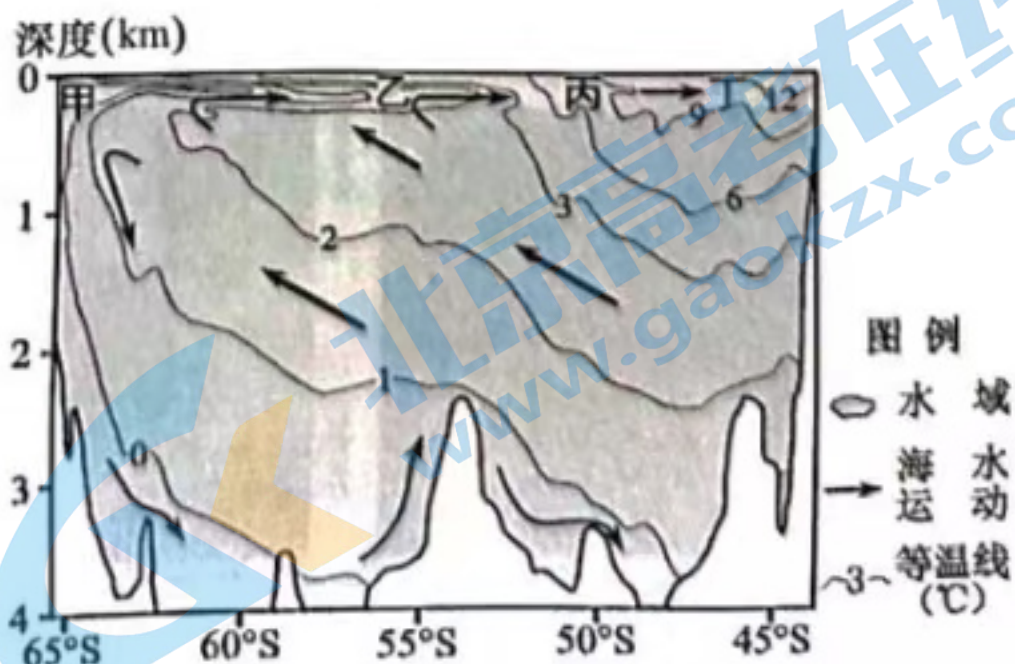 深度(km)
0
甲
乙
丙
丁
12
9
1
3
6
2
2
1
图 例
水 域
0
海 水
运 动
3
3
等温线
(℃)
4
65°S
60°S
55°S
50°S
45°S
北京高考在线
www.gaokzx.com